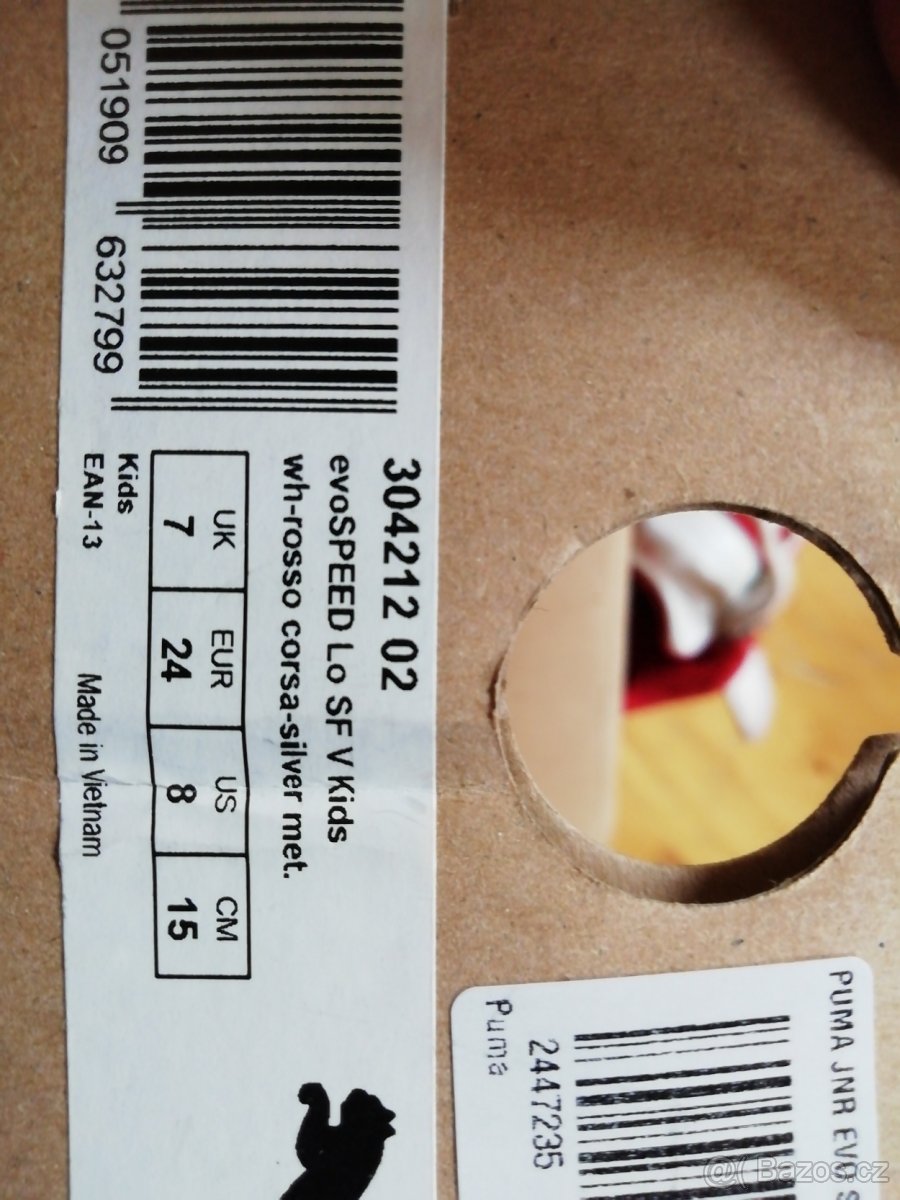 051909 632799
304212 02
evoSPEED Lo SF V Kids
wh-rosso corsa-silver met.
UK EUR US CM
7 24 8 15
Kids
EAN-13 Made in Vietnam
PUMA JNR
2447235
Puma
@( Bazos.cz